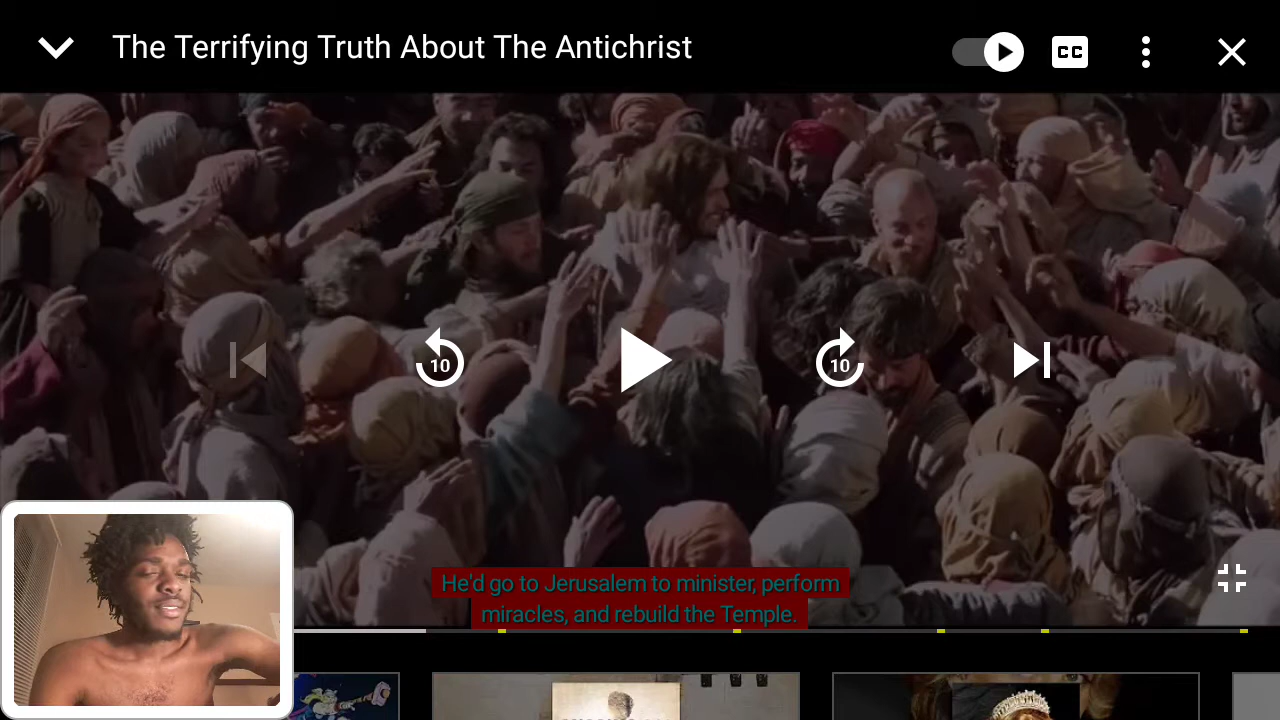 The Terrifying Truth About The Antichrist
CC
10
10
He'd go to Jerusalem to minister, perform
miracles, and rebuild the Temple.